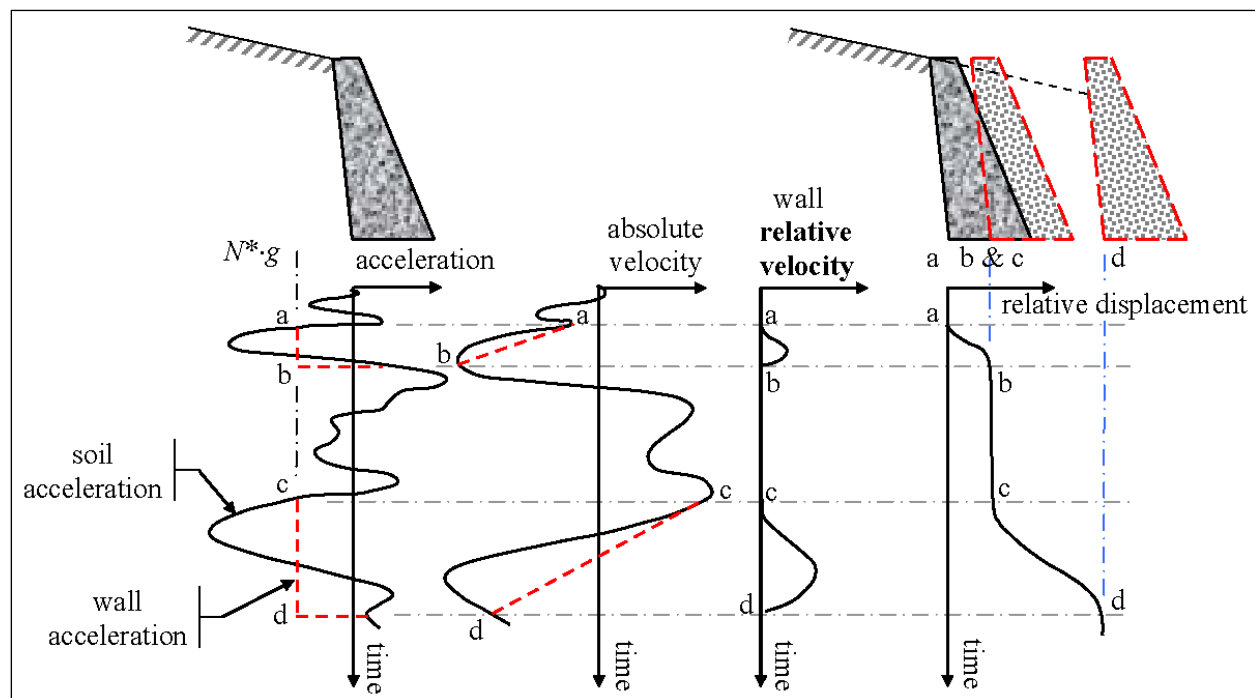 N*·g
acceleration
absolute
velocity
wall
relative
velocity
a b & c d
relative displacement
a
a
a
a
b
b
b
b
soil
acceleration
c
c
c
c
wall
acceleration
d
d
d
d
time
time
time
time